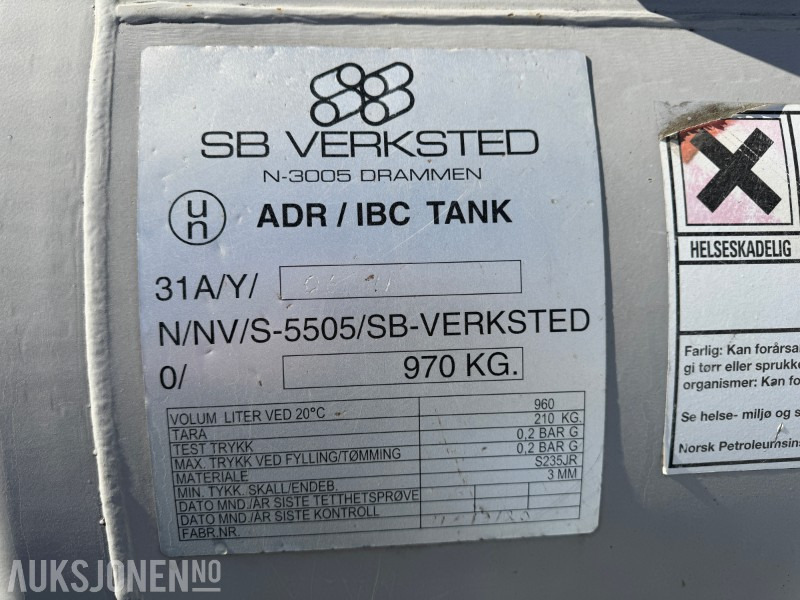 SB VERKSTED
N-3005 DRAMMEN
un
ADR / IBC TANK
31A/Y/
N/NV/S-5505/SB-VERKSTED
0/ 970 KG.
VOLUM LITER VED 20°C 960
TARA 210 KG.
TEST TRYKK 0,2 BAR G
MAX. TRYKK VED FYLLING/TØMMING 0,2 BAR G
MATERIALE S235JR
MIN. TYKK. SKALL/ENDEB. 3 MM
DATO MND./ÅR SISTE TETTHETSPRØVE
DATO MND./ÅR SISTE KONTROLL
FABR.NR.
HELSESKADELIG
Farlig: Kan forårsa
gi tørr eller sprukke
organismer: Kan fo
Se helse- miljø og s
Norsk Petroleumsins
AUKSJONEN.NO